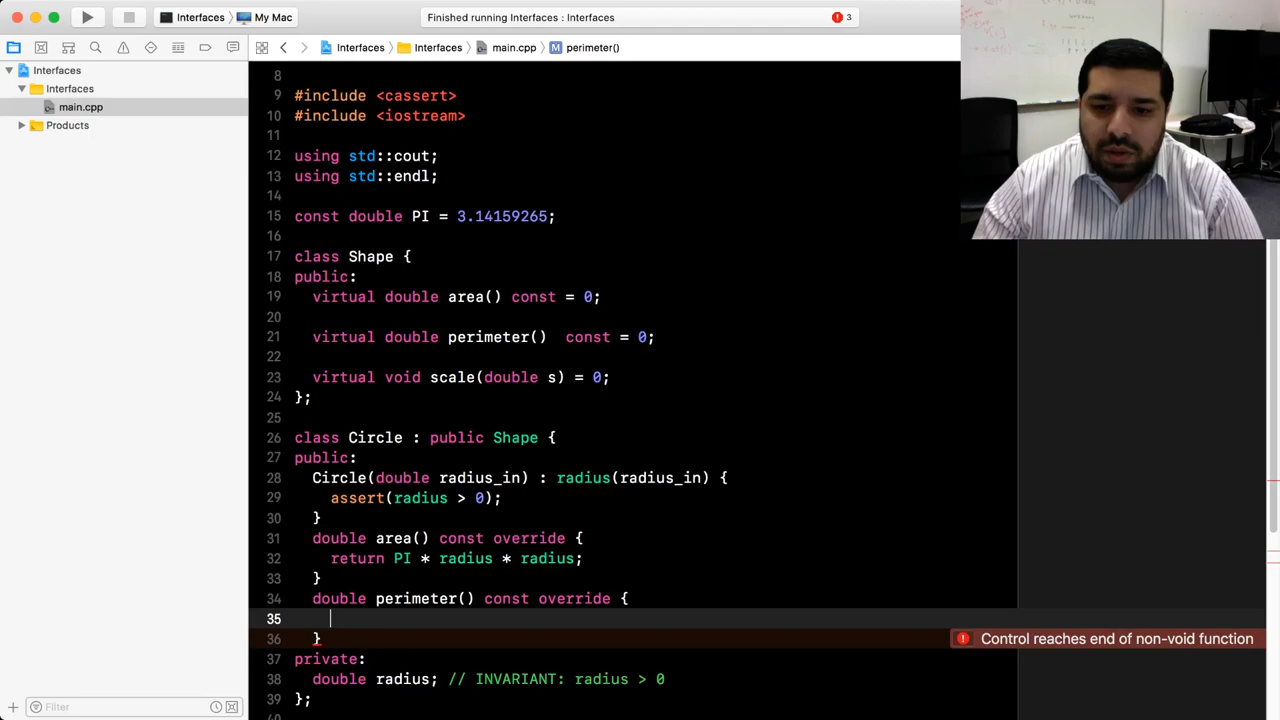 Interfaces
My Mac
Finished running Interfaces : Interfaces
3
Interfaces
Interfaces
main.cpp
M
perimeter()
Interfaces
Interfaces
main.cpp
Products
8
9 #include <cassert>
10 #include <iostream>
11
12 using std::cout;
13 using std::endl;
14
15 const double PI = 3.14159265;
16
17 class Shape {
18 public:
19 virtual double area() const = 0;
20
21 virtual double perimeter()  const = 0;
22
23 virtual void scale(double s) = 0;
24 };
25
26 class Circle : public Shape {
27 public:
28 Circle(double radius_in) : radius(radius_in) {
29 assert(radius > 0);
30 }
31 double area() const override {
32 return PI * radius * radius;
33 }
34 double perimeter() const override {
35
36 }
Control reaches end of non-void function
37 private:
38 double radius; // INVARIANT: radius > 0
39 };
Filter